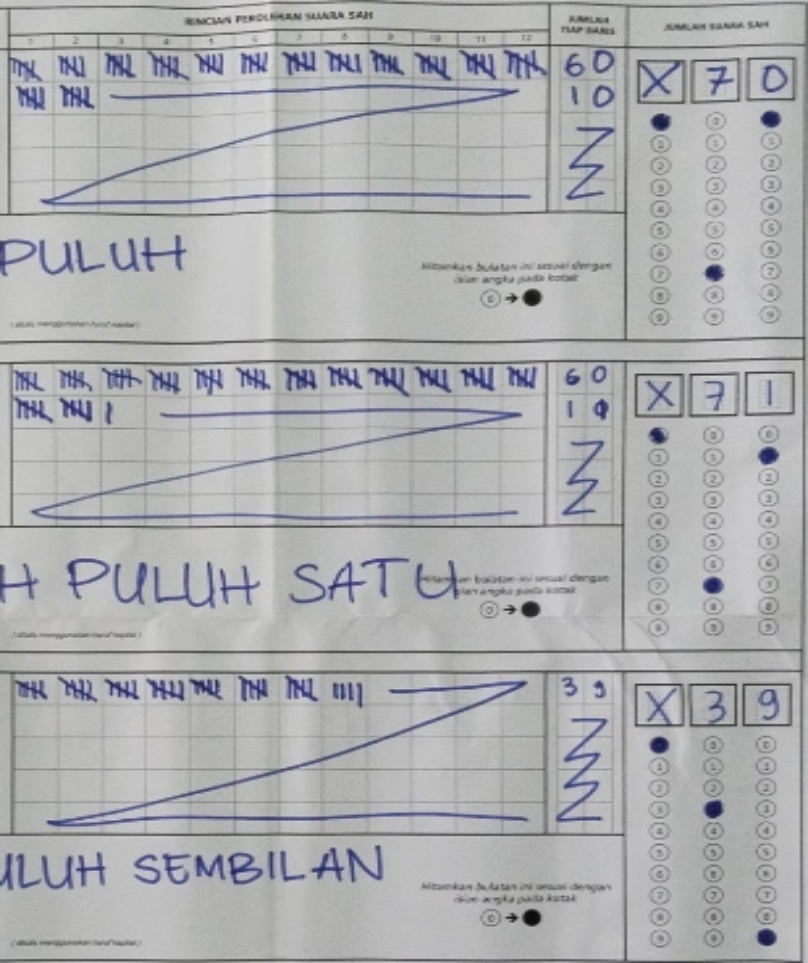 RINCIAN PEROLEHAN SUARA SAH
JUMLAH TIAP BARIS
JUMLAH SUARA SAH
1 2 3 4 5 6 7 8 9 10 11 12
60
10
X 7 0
PULUH
Hitamkan bulatan ini sesuai dengan
isian angka pada kotak
0 → ●
(ditulis menggunakan huruf kapital)
60
1
X 7 1
H PULUH SATU
Hitamkan bulatan ini sesuai dengan
isian angka pada kotak
0 → ●
(ditulis menggunakan huruf kapital)
39
X 3 9
ULUH SEMBILAN
Hitamkan bulatan ini sesuai dengan
isian angka pada kotak
0 → ●
(ditulis menggunakan huruf kapital)